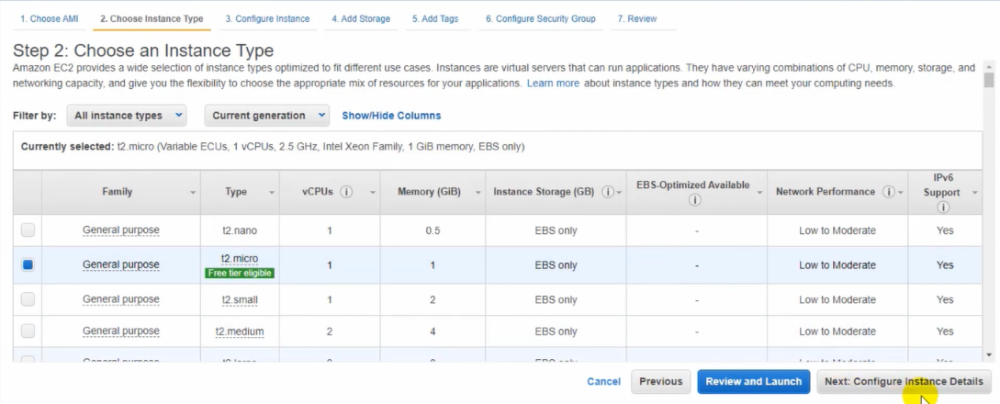 1. Choose AMI 2. Choose Instance Type 3. Configure Instance 4. Add Storage 5. Add Tags 6. Configure Security Group 7. Review
Step 2: Choose an Instance Type
Amazon EC2 provides a wide selection of instance types optimized to fit different use cases. Instances are virtual servers that can run applications. They have varying combinations of CPU, memory, storage, and
networking capacity, and give you the flexibility to choose the appropriate mix of resources for your applications. Learn more about instance types and how they can meet your computing needs.
Filter by: All instance types Current generation Show/Hide Columns
Currently selected: t2.micro (Variable ECUs, 1 vCPUs, 2.5 GHz, Intel Xeon Family, 1 GiB memory, EBS only)
Family Type vCPUs Memory (GiB) Instance Storage (GB) EBS-Optimized Available Network Performance IPv6 Support
General purpose t2.nano 1 0.5 EBS only - Low to Moderate Yes
General purpose t2.micro 1 1 EBS only - Low to Moderate Yes
Free tier eligible
General purpose t2.small 1 2 EBS only - Low to Moderate Yes
General purpose t2.medium 2 4 EBS only - Low to Moderate Yes
Cancel Previous Review and Launch Next: Configure Instance Details